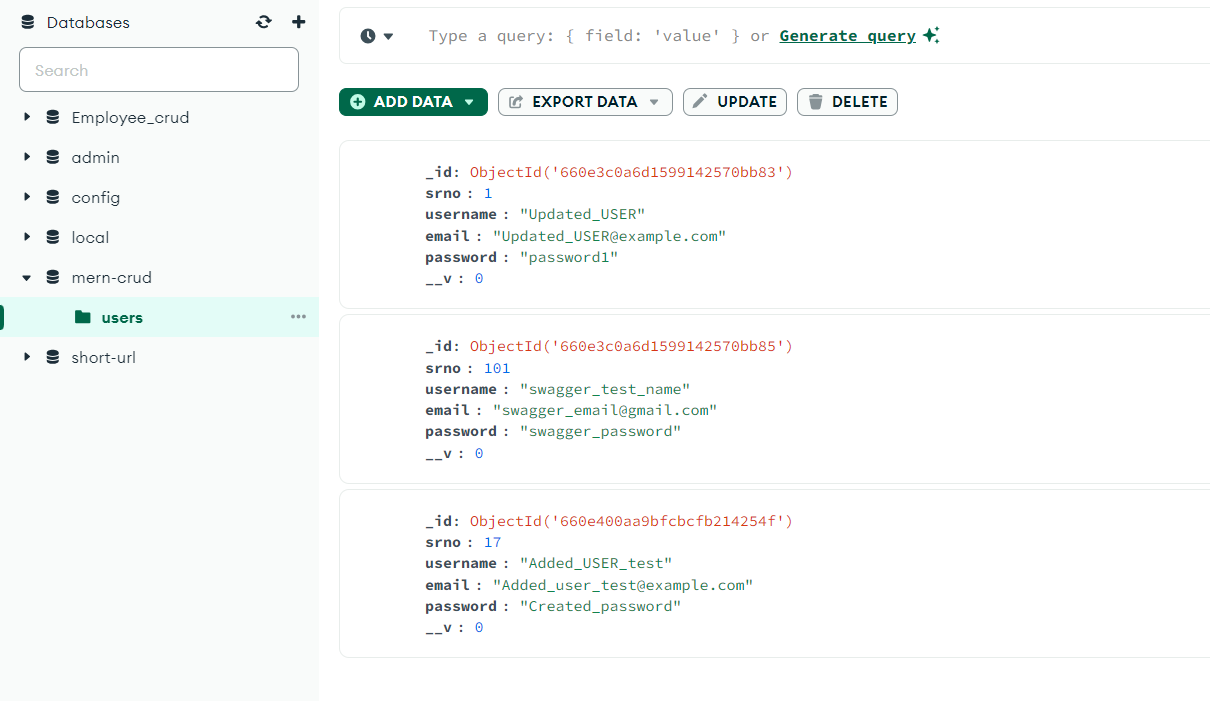 Databases
Search
Employee_crud
admin
config
local
mern-crud
users
short-url
Type a query: { field: 'value' } or Generate query
ADD DATA
EXPORT DATA
UPDATE
DELETE
_id: ObjectId('660e3c0a6d1599142570bb83')
srno : 1
username : "Updated_USER"
email : "Updated_USER@example.com"
password : "password1"
__v : 0
_id: ObjectId('660e3c0a6d1599142570bb85')
srno : 101
username : "swagger_test_name"
email : "swagger_email@gmail.com"
password : "swagger_password"
__v : 0
_id: ObjectId('660e400aa9bfcbcfb214254f')
srno : 17
username : "Added_USER_test"
email : "Added_user_test@example.com"
password : "Created_password"
__v : 0